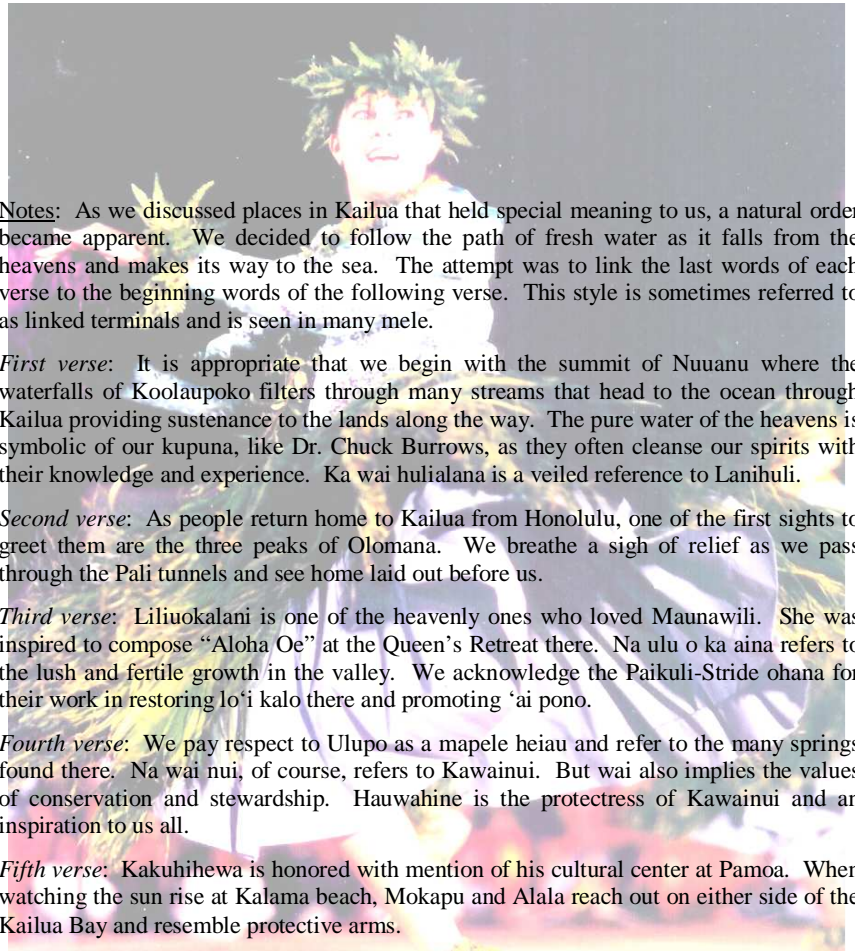 Notes: As we discussed places in Kailua that held special meaning to us, a natural order
became apparent. We decided to follow the path of fresh water as it falls from the
heavens and makes its way to the sea. The attempt was to link the last words of each
verse to the beginning words of the following verse. This style is sometimes referred to
as linked terminals and is seen in many mele.
First verse: It is appropriate that we begin with the summit of Nuuanu where the
waterfalls of Koolaupoko filters through many streams that head to the ocean through
Kailua providing sustenance to the lands along the way. The pure water of the heavens is
symbolic of our kupuna, like Dr. Chuck Burrows, as they often cleanse our spirits with
their knowledge and experience. Ka wai hulialana is a veiled reference to Lanihuli.
Second verse: As people return home to Kailua from Honolulu, one of the first sights to
greet them are the three peaks of Olomana. We breathe a sigh of relief as we pass
through the Pali tunnels and see home laid out before us.
Third verse: Liliuokalani is one of the heavenly ones who loved Maunawili. She was
inspired to compose “Aloha Oe” at the Queen’s Retreat there. Na ulu o ka aina refers to
the lush and fertile growth in the valley. We acknowledge the Paikuli-Stride ohana for
their work in restoring lo‘i kalo there and promoting ‘ai pono.
Fourth verse: We pay respect to Ulupo as a mapele heiau and refer to the many springs
found there. Na wai nui, of course, refers to Kawainui. But wai also implies the values
of conservation and stewardship. Hauwahine is the protectress of Kawainui and an
inspiration to us all.
Fifth verse: Kakuhihewa is honored with mention of his cultural center at Pamoa. When
watching the sun rise at Kalama beach, Mokapu and Alala reach out on either side of the
Kailua Bay and resemble protective arms.